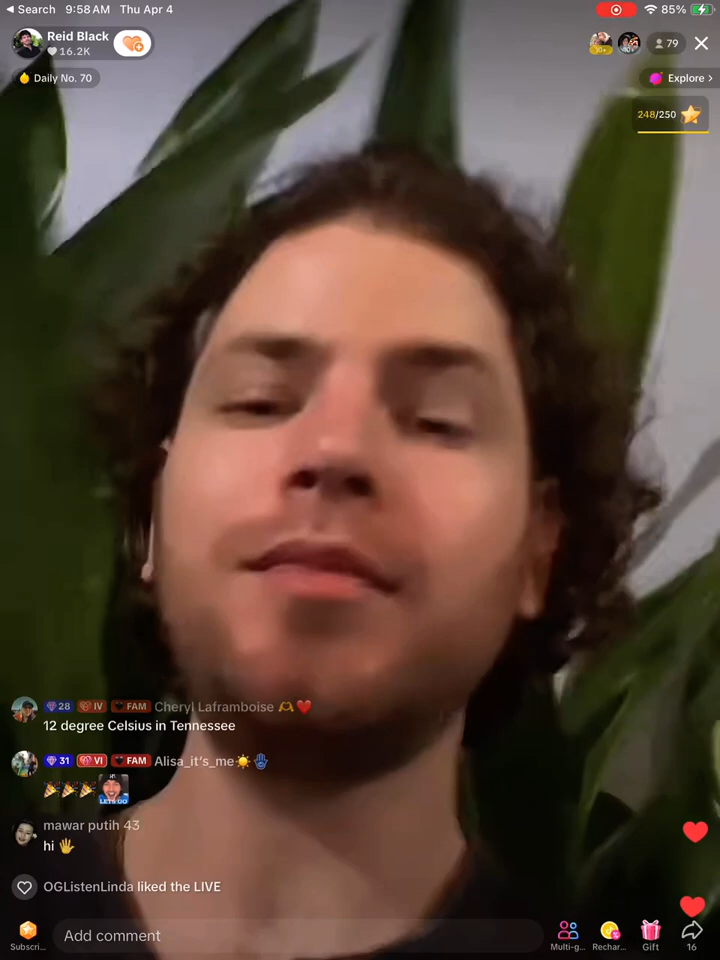 ◀ Search 9:58 AM Thu Apr 4 85%
Reid Black
16.2K
79
Daily No. 70
Explore >
248/250
30+
28 IV FAM Cheryl Laframboise 🫶❤️
12 degree Celsius in Tennessee
31 VI FAM Alisa_it's_me☀️🪬
🎉🎉🎉 LETS GO
mawar putih 43
hi 🖐
OGListenLinda liked the LIVE
Subscri...
Add comment
Multi-g...
Rechar...
Gift
16